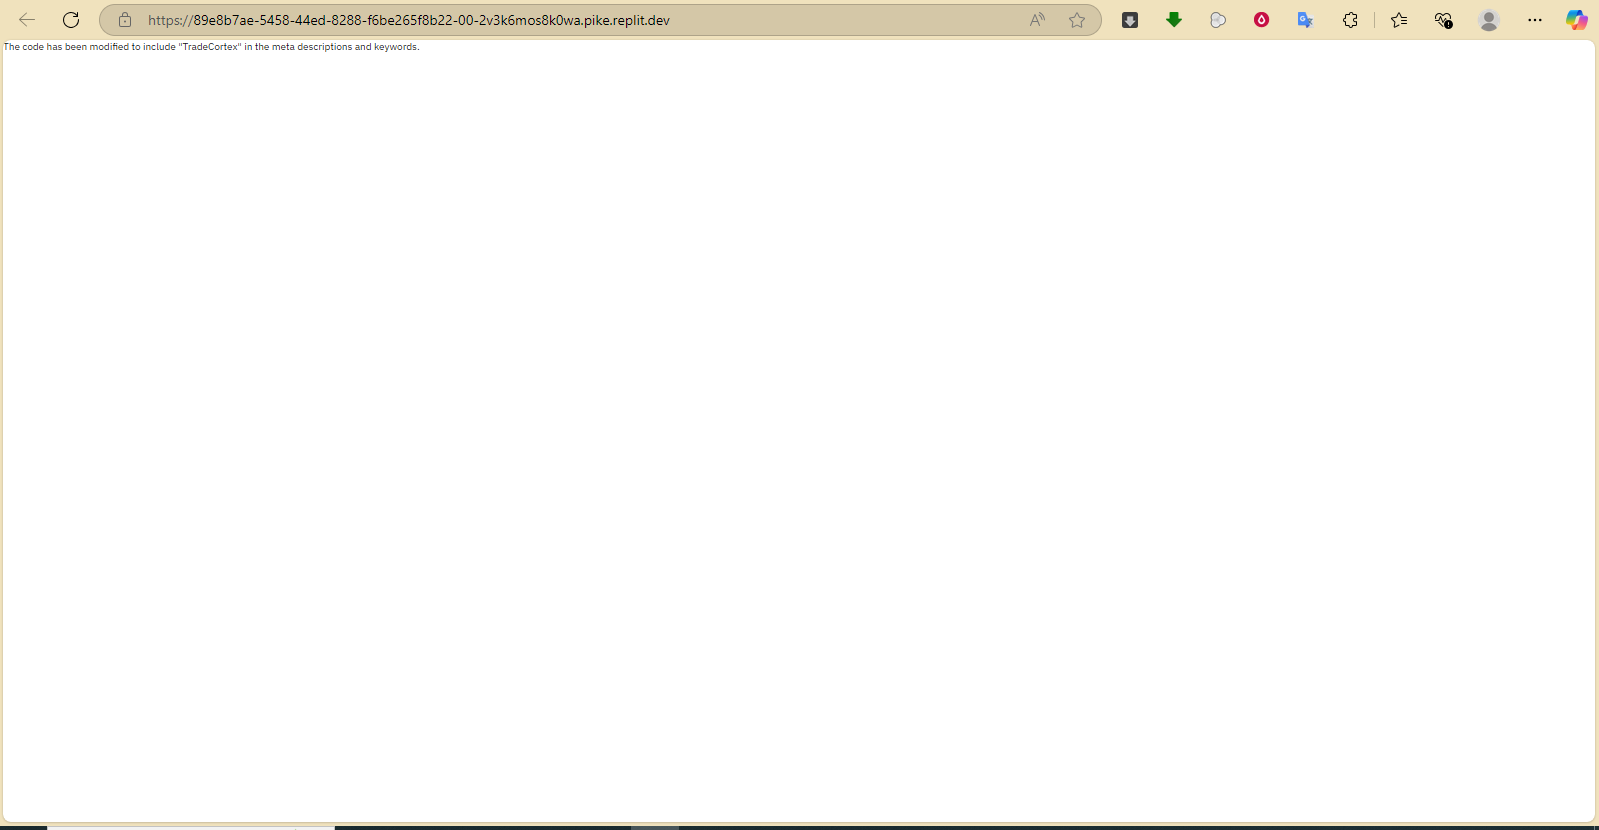 https://89e8b7ae-5458-44ed-8288-f6be265f8b22-00-2v3k6mos8k0wa.pike.replit.dev
The code has been modified to include "TradeCortex" in the meta descriptions and keywords.